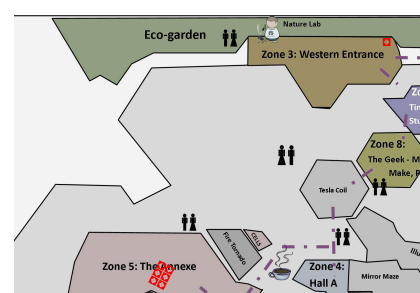 Nature Lab
Eco-garden
Zone 3: Western Entrance
Zone 8:
The Geek - M
Make, P
Tesla Coil
Fire Tornado
CELLS
Zone 5: The Annexe
Zone 4:
Hall A
Mirror Maze